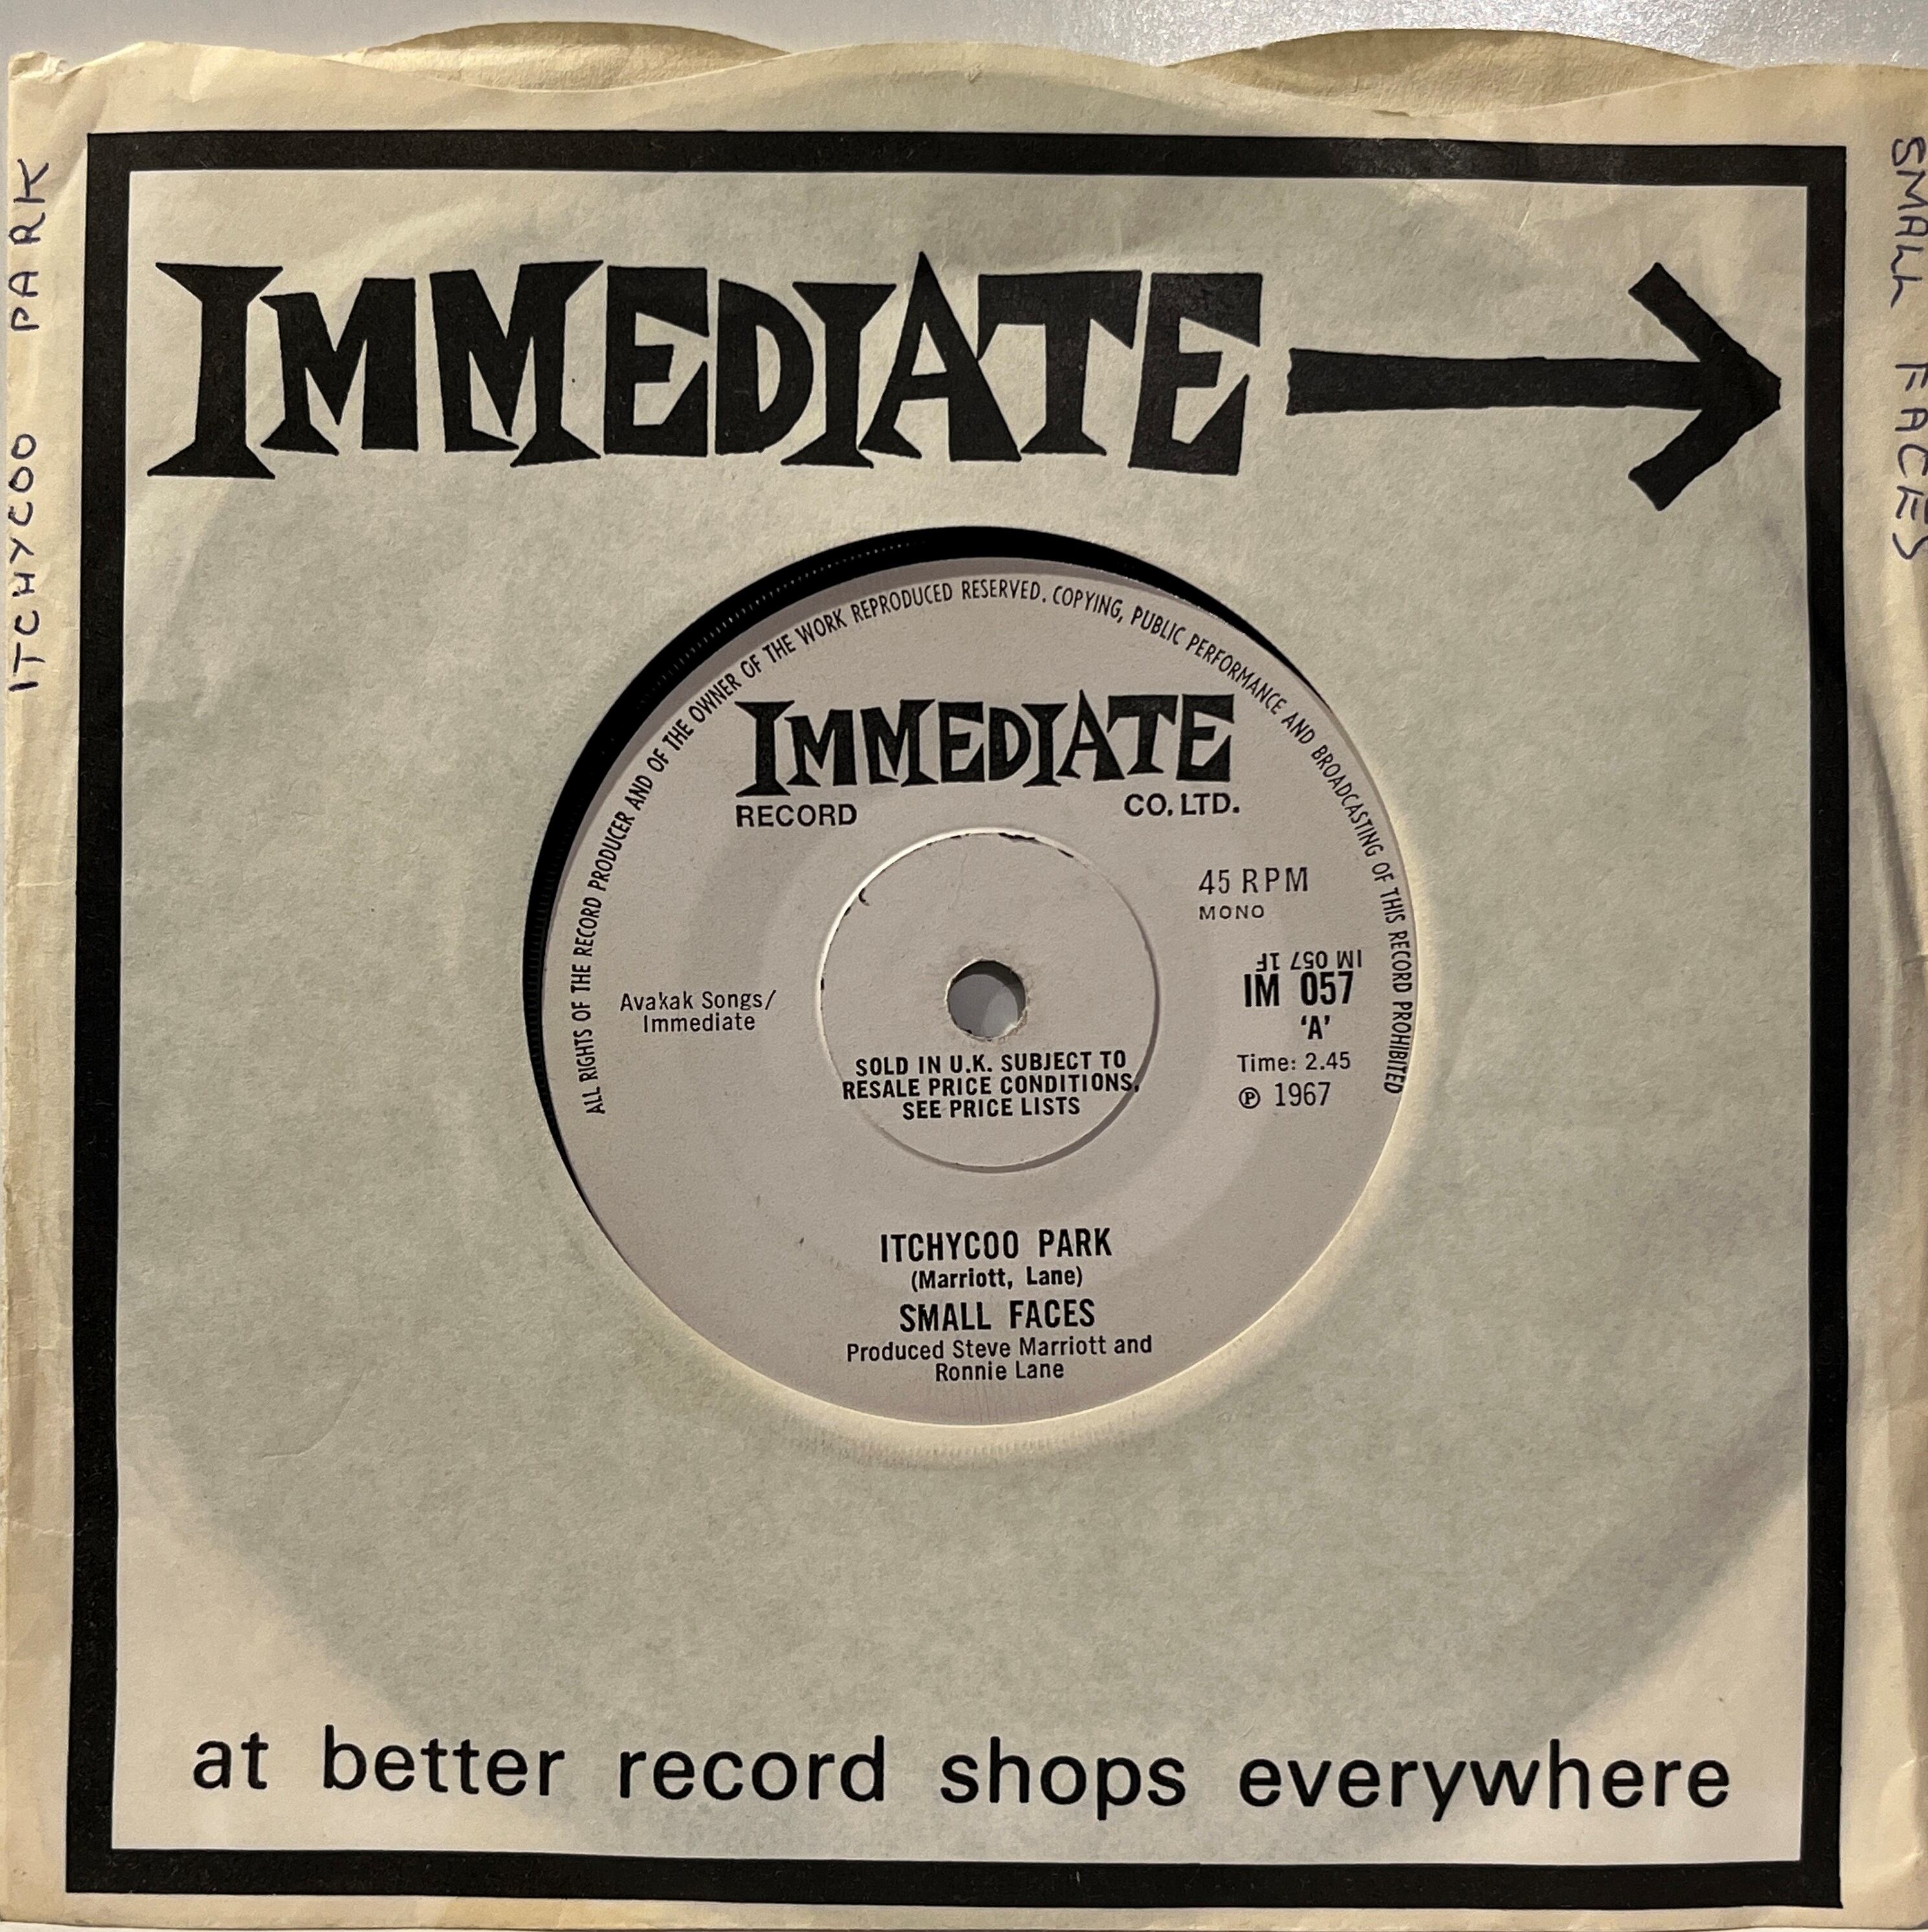 ITCHYCOO PARK
SMALL FACES
IMMEDIATE
ALL RIGHTS OF THE RECORD PRODUCER AND OF THE OWNER OF THE WORK REPRODUCED RESERVED. COPYING, PUBLIC PERFORMANCE AND BROADCASTING OF THIS RECORD PROHIBITED
IMMEDIATE
RECORD CO. LTD.
45 RPM
MONO
IM 057 1F
IM 057
'A'
Time: 2.45
℗ 1967
Avakak Songs/
Immediate
SOLD IN U.K. SUBJECT TO
RESALE PRICE CONDITIONS,
SEE PRICE LISTS
ITCHYCOO PARK
(Marriott, Lane)
SMALL FACES
Produced Steve Marriott and
Ronnie Lane
at better record shops everywhere